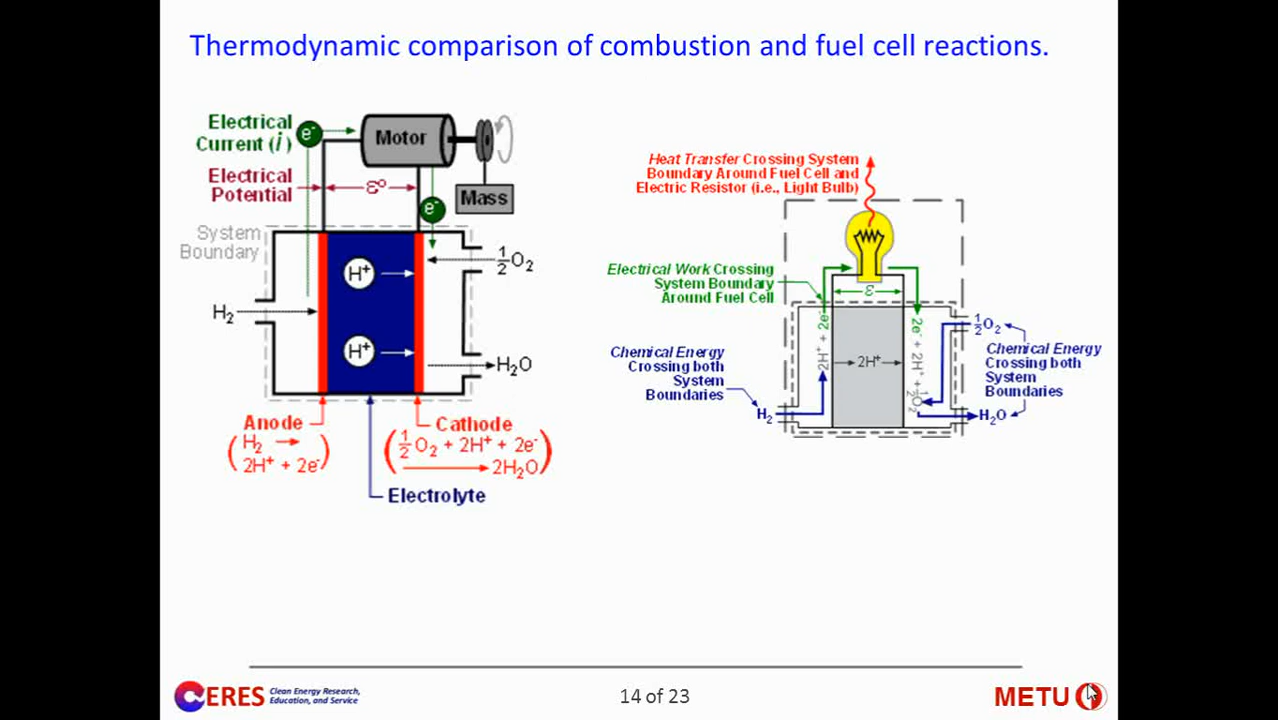 Thermodynamic comparison of combustion and fuel cell reactions.
Electrical
Current (i)
e-
Motor
Electrical
Potential
ε°
e-
Mass
System
Boundary
H+
½O₂
H₂
H+
H₂O
Anode
(H₂ →
2H+ + 2e-)
Cathode
(½O₂ + 2H+ + 2e-
→ 2H₂O)
Electrolyte
Heat Transfer Crossing System
Boundary Around Fuel Cell and
Electric Resistor (i.e., Light Bulb)
Electrical Work Crossing
System Boundary
Around Fuel Cell
ε
Chemical Energy
Crossing both
System
Boundaries
H₂
2H+ + 2e-
2H+
2e- + 2H+ + ½O₂
½O₂
Chemical Energy
Crossing both
System
Boundaries
H₂O
CERES
Clean Energy Research,
Education, and Service
14 of 23
METU